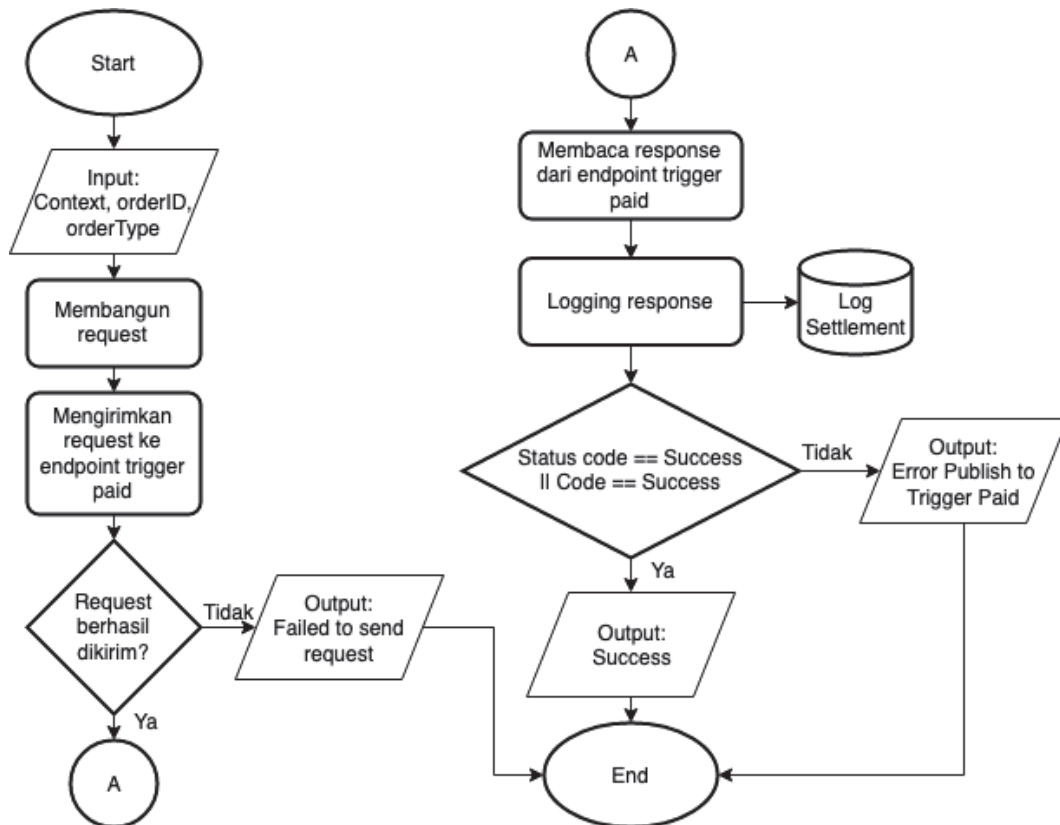 Start
Input:
Context, orderID,
orderType
Membangun
request
Mengirimkan
request ke
endpoint trigger
paid
Request
berhasil
dikirim?
Tidak
Output:
Failed to send
request
Ya
A
A
Membaca response
dari endpoint trigger
paid
Logging response
Log
Settlement
Status code == Success
II Code == Success
Tidak
Output:
Error Publish to
Trigger Paid
Ya
Output:
Success
End